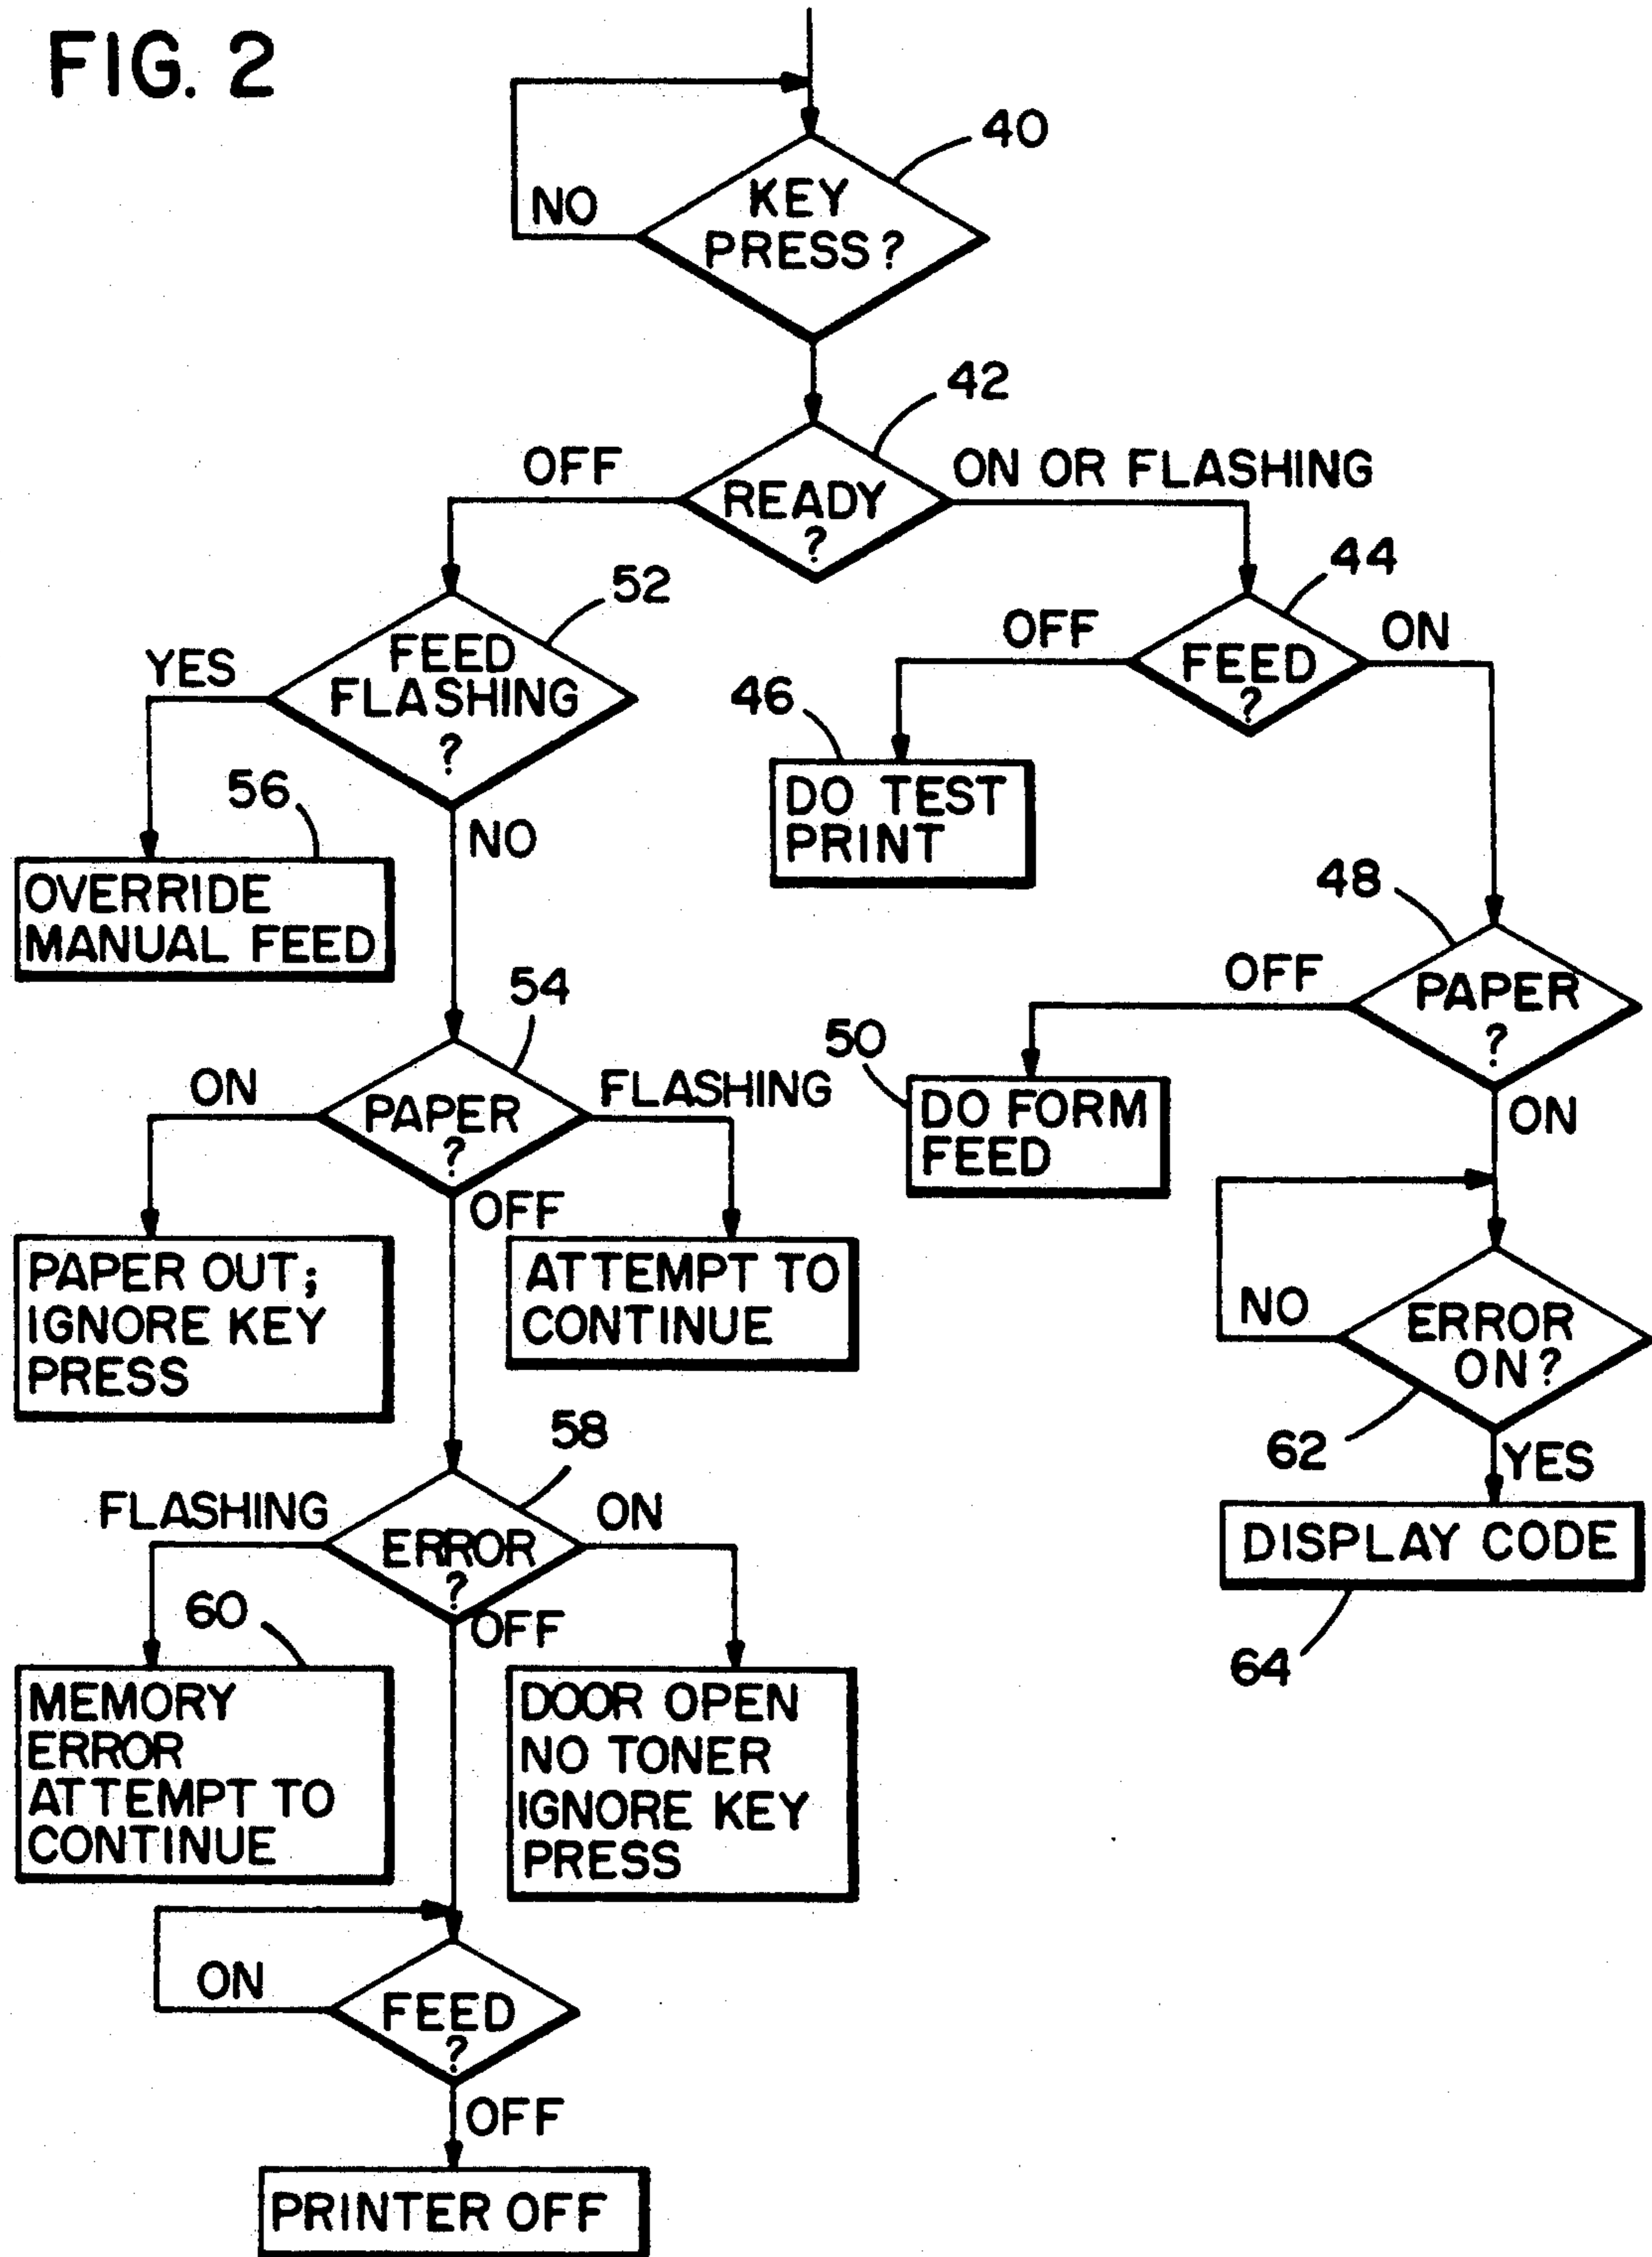 FIG. 2
40
KEY
PRESS?
NO
42
OFF
READY
?
ON OR FLASHING
52
FEED
FLASHING
?
YES
NO
44
OFF
FEED
?
ON
46
DO TEST
PRINT
56
OVERRIDE
MANUAL FEED
48
OFF
PAPER
?
ON
50
DO FORM
FEED
54
ON
PAPER
?
FLASHING
OFF
PAPER OUT;
IGNORE KEY
PRESS
ATTEMPT TO
CONTINUE
NO
ERROR
ON?
62
YES
DISPLAY CODE
64
58
FLASHING
ERROR
?
ON
OFF
60
MEMORY
ERROR
ATTEMPT TO
CONTINUE
DOOR OPEN
NO TONER
IGNORE KEY
PRESS
ON
FEED
?
OFF
PRINTER OFF